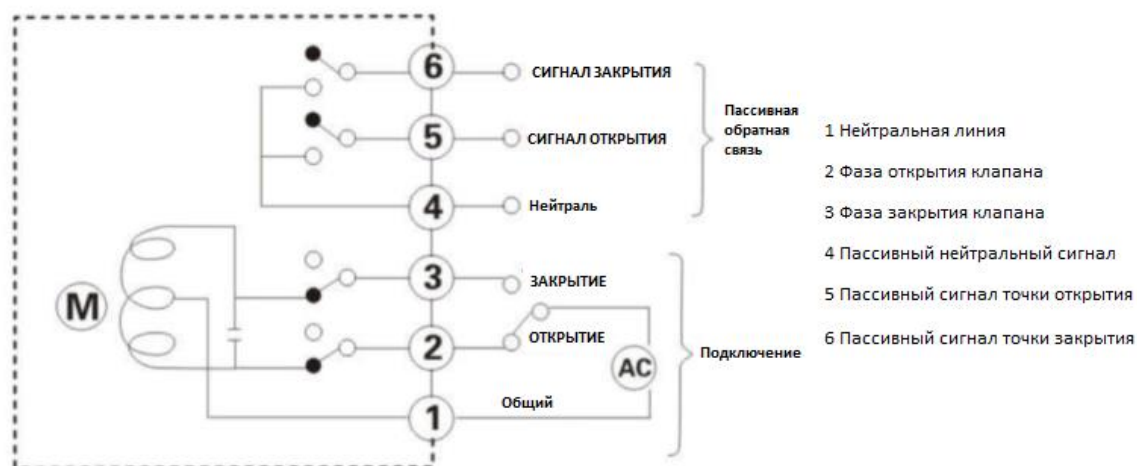 6
СИГНАЛ ЗАКРЫТИЯ
5
СИГНАЛ ОТКРЫТИЯ
4
Нейтраль
Пассивная
обратная
связь
M
3
ЗАКРЫТИЕ
2
ОТКРЫТИЕ
AC
1
Общий
Подключение
1 Нейтральная линия
2 Фаза открытия клапана
3 Фаза закрытия клапана
4 Пассивный нейтральный сигнал
5 Пассивный сигнал точки открытия
6 Пассивный сигнал точки закрытия